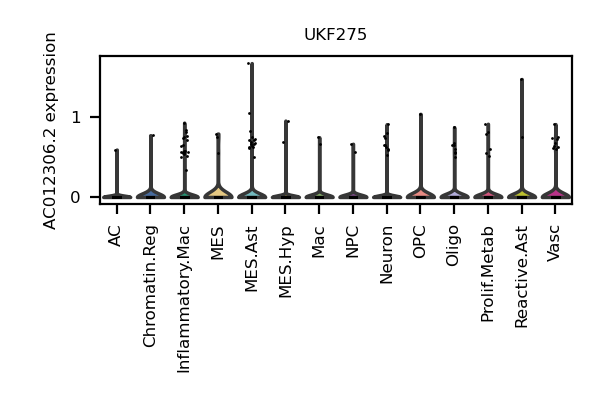 UKF275
AC012306.2 expression
1
0
AC
Chromatin.Reg
Inflammatory.Mac
MES
MES.Ast
MES.Hyp
Mac
NPC
Neuron
OPC
Oligo
Prolif.Metab
Reactive.Ast
Vasc